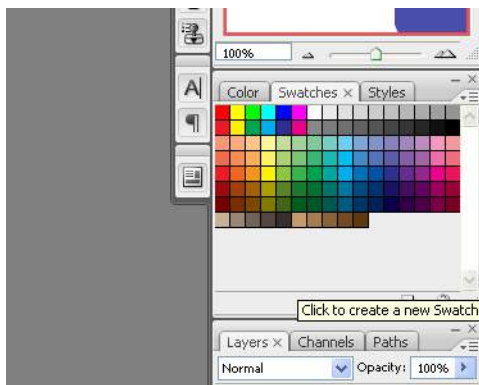 100%
A
Color Swatches × Styles
Click to create a new Swatch
Layers × Channels Paths
Normal Opacity: 100%